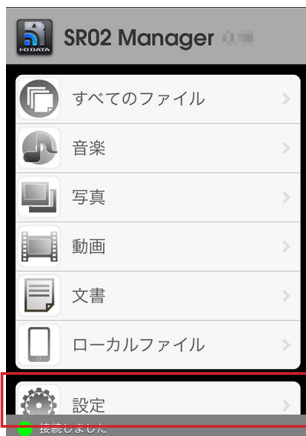 I-O DATA
SR02 Manager
すべてのファイル
音楽
写真
動画
文書
ローカルファイル
設定
接続しました